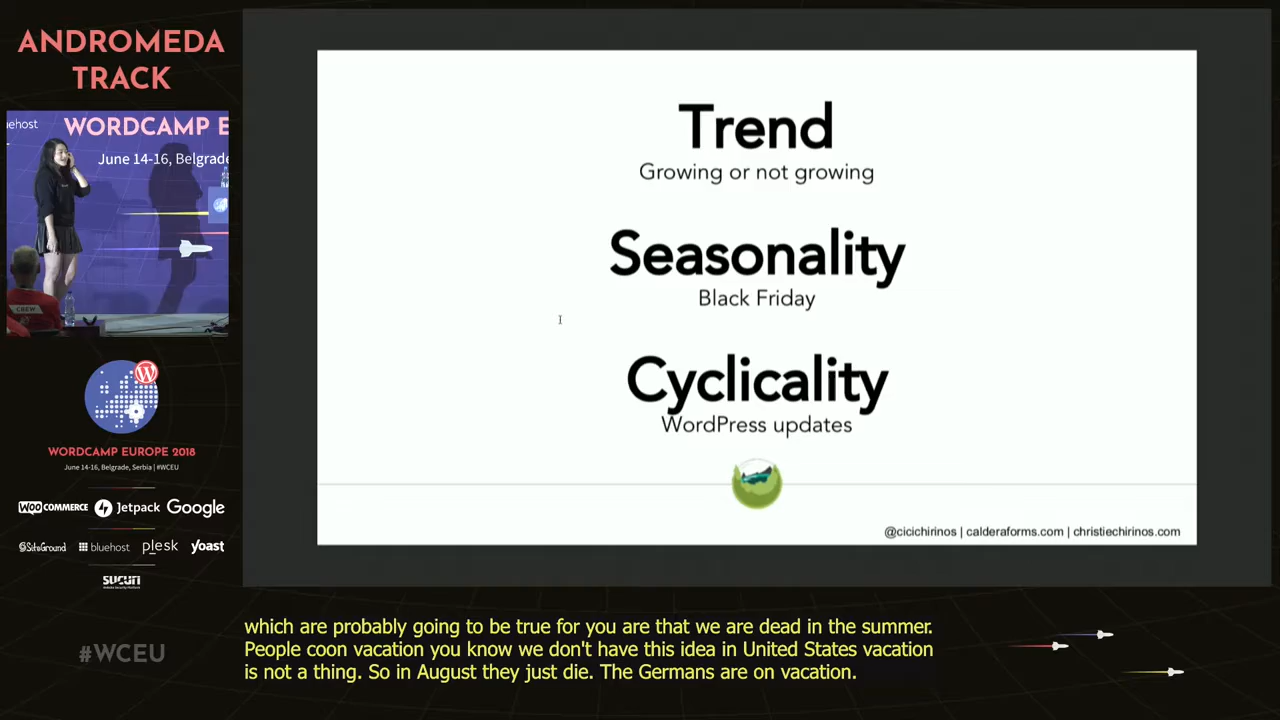 ANDROMEDA
TRACK
uehost
WORDCAMP E
June 14-16, Belgrade
CREW
WORDCAMP EUROPE 2018
June 14-16, Belgrade, Serbia | #WCEU
WOO COMMERCE
Jetpack
Google
SiteGround
bluehost
plesk
yoast
SUCURI
#WCEU
Trend
Growing or not growing
Seasonality
Black Friday
Cyclicality
WordPress updates
@cicichirinos | calderaforms.com | christiechirinos.com
which are probably going to be true for you are that we are dead in the summer.
People coon vacation you know we don't have this idea in United States vacation
is not a thing. So in August they just die. The Germans are on vacation.